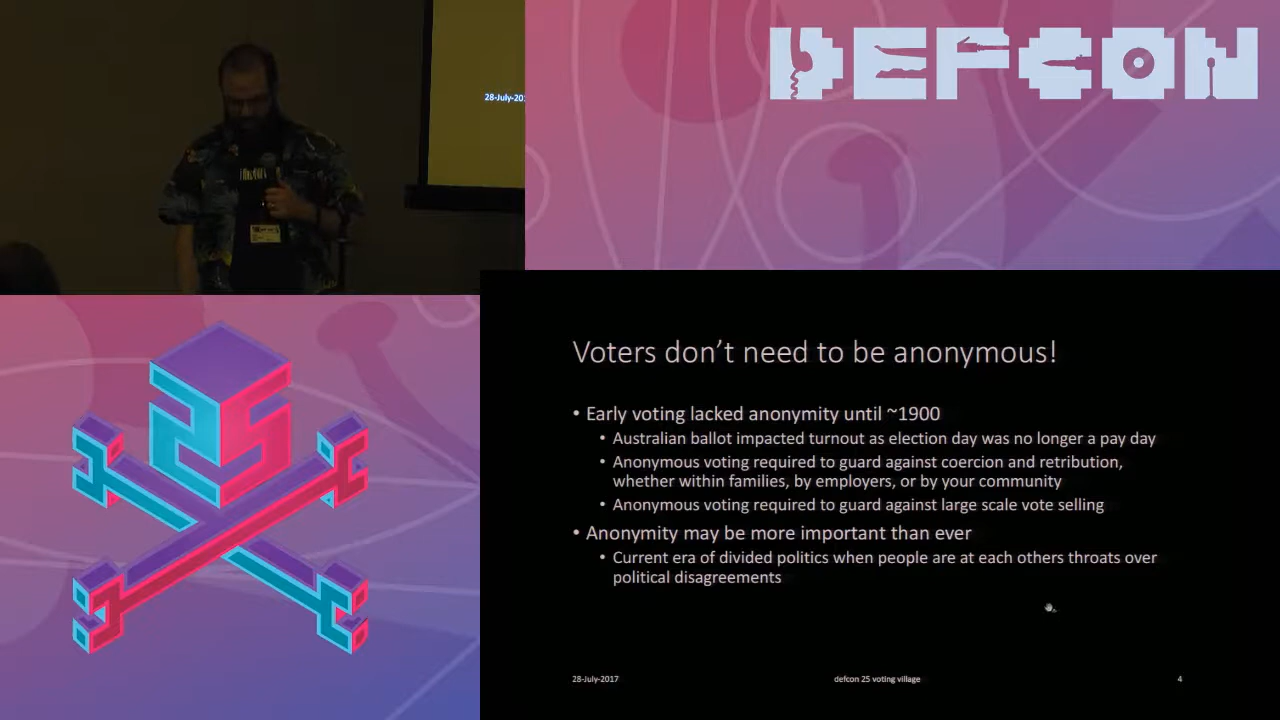 28-July-201
DEFCON
Voters don’t need to be anonymous!
• Early voting lacked anonymity until ~1900
• Australian ballot impacted turnout as election day was no longer a pay day
• Anonymous voting required to guard against coercion and retribution,
whether within families, by employers, or by your community
• Anonymous voting required to guard against large scale vote selling
• Anonymity may be more important than ever
• Current era of divided politics when people are at each others throats over
political disagreements
28-July-2017
defcon 25 voting village
4